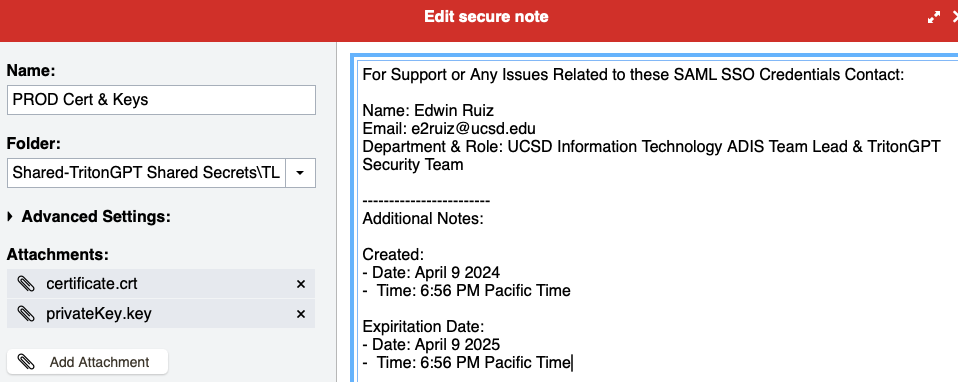 Edit secure note
Name:
PROD Cert & Keys
Folder:
Shared-TritonGPT Shared Secrets\TL
Advanced Settings:
Attachments:
certificate.crt
privateKey.key
Add Attachment
For Support or Any Issues Related to these SAML SSO Credentials Contact:
Name: Edwin Ruiz
Email: e2ruiz@ucsd.edu
Department & Role: UCSD Information Technology ADIS Team Lead & TritonGPT
Security Team
------------------------
Additional Notes:
Created:
- Date: April 9 2024
-  Time: 6:56 PM Pacific Time
Expiritation Date:
- Date: April 9 2025
-  Time: 6:56 PM Pacific Time